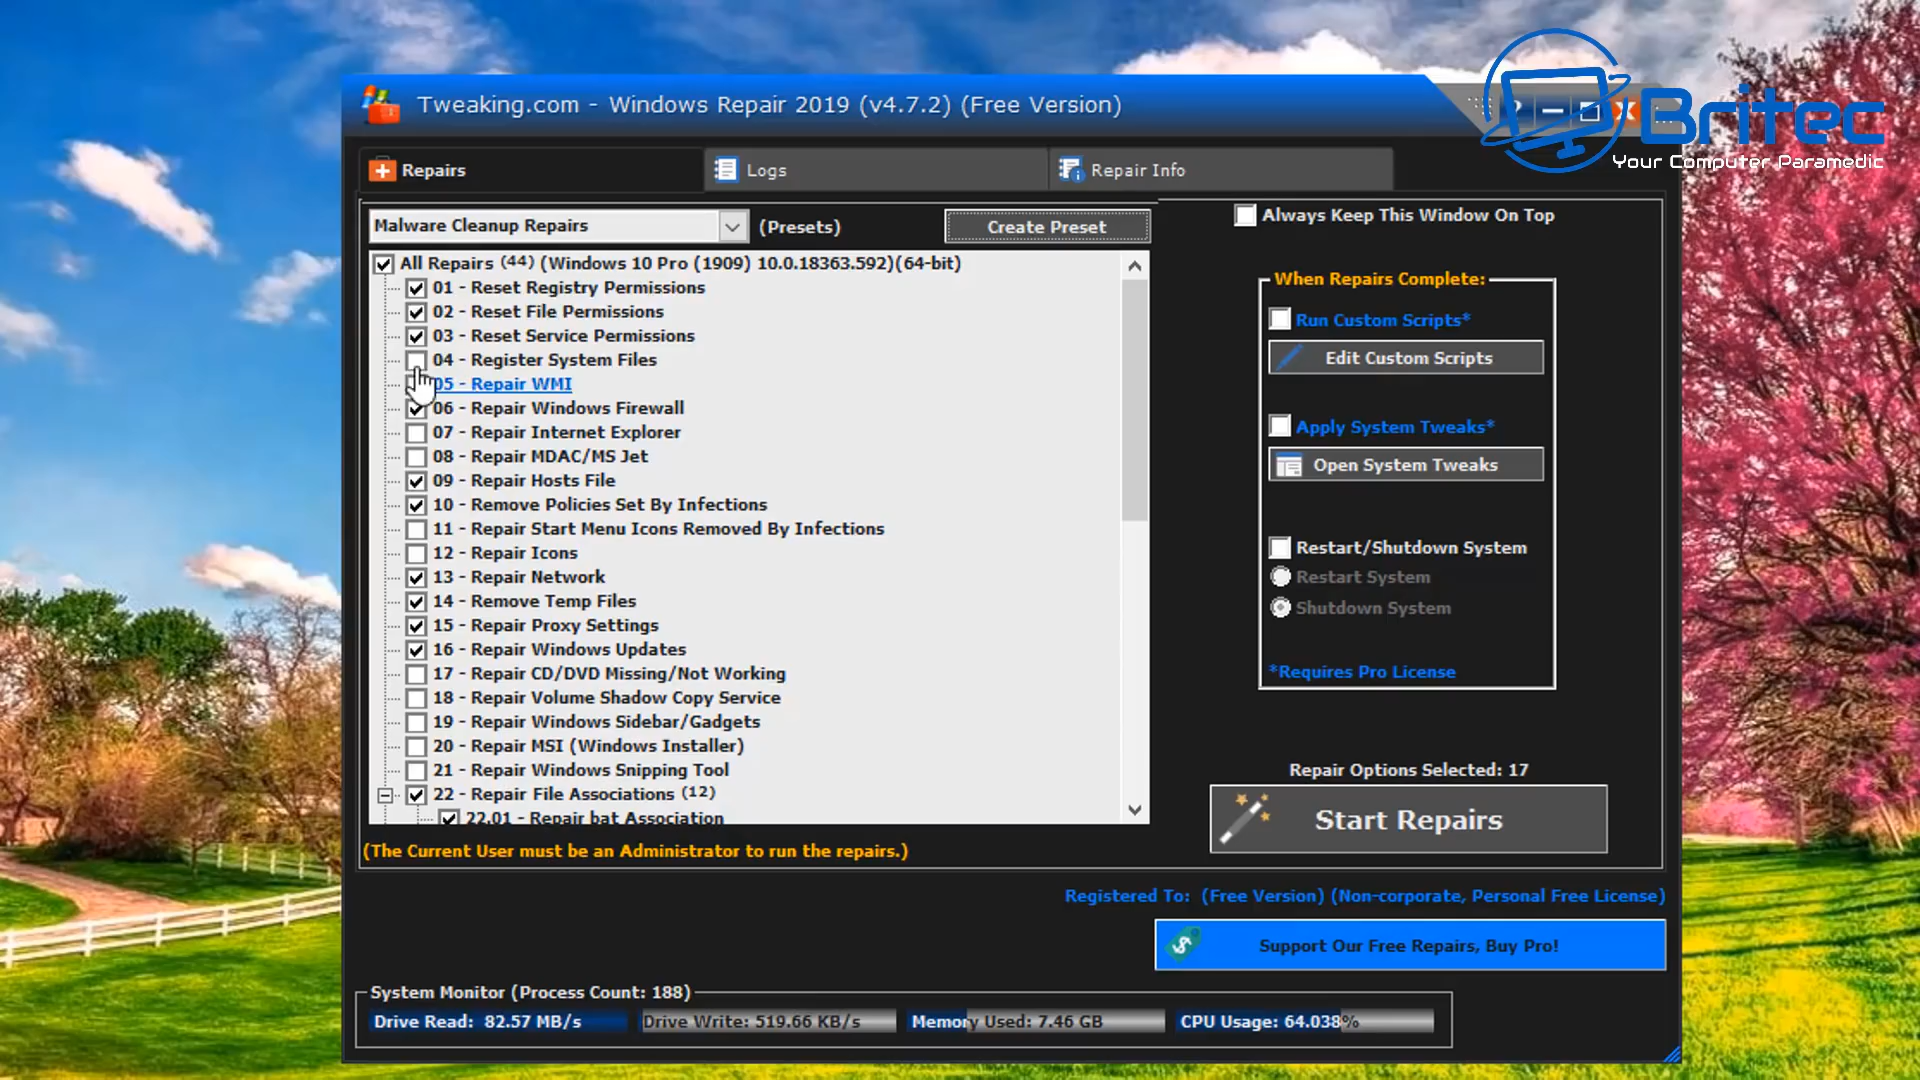 Tweaking.com - Windows Repair 2019 (v4.7.2) (Free Version)
?
Britec
Your Computer Paramedic
Repairs
Logs
Repair Info
Malware Cleanup Repairs
(Presets)
Create Preset
Always Keep This Window On Top
All Repairs (44) (Windows 10 Pro (1909) 10.0.18363.592)(64-bit)
01 - Reset Registry Permissions
02 - Reset File Permissions
03 - Reset Service Permissions
04 - Register System Files
05 - Repair WMI
06 - Repair Windows Firewall
07 - Repair Internet Explorer
08 - Repair MDAC/MS Jet
09 - Repair Hosts File
10 - Remove Policies Set By Infections
11 - Repair Start Menu Icons Removed By Infections
12 - Repair Icons
13 - Repair Network
14 - Remove Temp Files
15 - Repair Proxy Settings
16 - Repair Windows Updates
17 - Repair CD/DVD Missing/Not Working
18 - Repair Volume Shadow Copy Service
19 - Repair Windows Sidebar/Gadgets
20 - Repair MSI (Windows Installer)
21 - Repair Windows Snipping Tool
22 - Repair File Associations (12)
22.01 - Repair bat Association
(The Current User must be an Administrator to run the repairs.)
When Repairs Complete:
Run Custom Scripts*
Edit Custom Scripts
Apply System Tweaks*
Open System Tweaks
Restart/Shutdown System
Restart System
Shutdown System
*Requires Pro License
Repair Options Selected: 17
Start Repairs
Registered To: (Free Version) (Non-corporate, Personal Free License)
Support Our Free Repairs, Buy Pro!
System Monitor (Process Count: 188)
Drive Read: 82.57 MB/s
Drive Write: 519.66 KB/s
Memory Used: 7.46 GB
CPU Usage: 64.038%